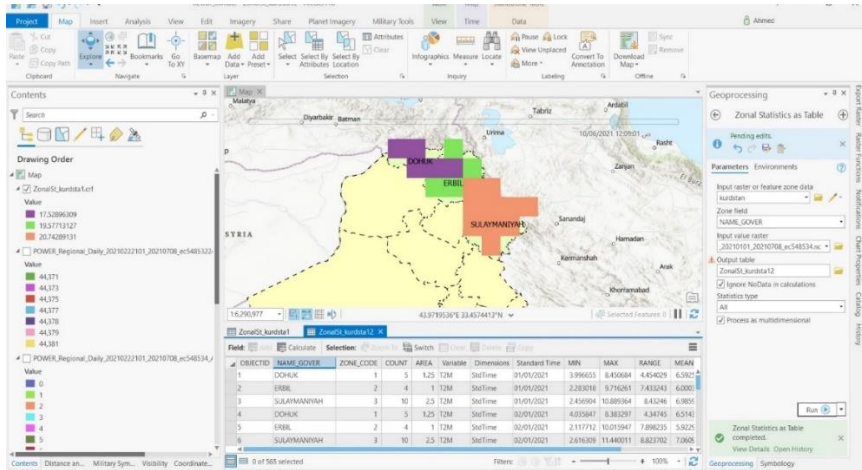 Project Map Insert Analysis View Edit Imagery Share Planet Imagery Military Tools View Time Data
Cut
Copy
Copy Path
Paste
Explore
Bookmarks
Go To XY
Basemap
Add Data
Add Preset
Select
Select By Attributes
Select By Location
Attributes
Clear
Infographics
Measure
Locate
Pause
Lock
View Unplaced
More
Convert To Annotation
Download Map
Sync
Remove
Clipboard
Navigate
Layer
Selection
Inquiry
Labeling
Offline
Contents
Search
Drawing Order
Map
ZonalSt_kurdsta1.crf
Value
17.52896309
19.57713127
20.74289131
POWER_Regional_Daily_20210222101_20210708_ec5485322
Value
44,371
44,373
44,375
44,377
44,378
44,379
44,381
POWER_Regional_Daily_20210222101_20210708_ec548534
Value
0
1
2
3
4
5
Contents Distance an... Military Sym... Visibility Coordinate...
Map
Malatya
Diyarbakir
Batman
Urima
Tabriz
Ardabil
10/06/2021 12:09:01
Rasht
Zanjan
DOHUK
ERBIL
SULAYMANIYAH
Sanandaj
Hamadan
Kermanshah
Arak
Khorramabad
SYRIA
1:6,290,977
43.9719536°E 33.4574413°N
Selected Features: 0
ZonalSt_kurdsta1 ZonalSt_kurdsta12
Field: Add Calculate Selection: Zoom To Switch Clear Delete Copy
OBJECTID NAME_GOVER ZONE_CODE COUNT AREA Variable Dimensions Standard Time MIN MAX RANGE MEAN
1 DOHUK 1 5 1.25 T2M StdTime 01/01/2021 3.996655 8.450684 4.454029
2 ERBIL 2 4 1 T2M StdTime 01/01/2021 2.283018 9.716261 7.433243
3 SULAYMANIYAH 3 10 2.5 T2M StdTime 01/01/2021 2.456904 10.889364 8.43246
4 DOHUK 1 5 1.25 T2M StdTime 02/01/2021 4.035847 8.383297 4.34745
5 ERBIL 2 4 1 T2M StdTime 02/01/2021 2.117712 10.015947 7.898235
6 SULAYMANIYAH 3 10 2.5 T2M StdTime 02/01/2021 2.616309 11.440011 8.823702
0 of 565 selected
Filters:
100%
Geoprocessing
Zonal Statistics as Table
Pending edits.
Parameters Environments
Input raster or feature zone data
kurdstan
Zone field
NAME_GOVER
Input value raster
_20210101_20210708_ec548534.nc
Output table
ZonalSt_kurdsta12
Ignore NoData in calculations
Statistics type
All
Process as multidimensional
Run
Zonal Statistics as Table
completed.
View Details Open History
Geoprocessing Symbology
Export Raster
Raster Functions
Notifications
Chart Properties
Catalog
History